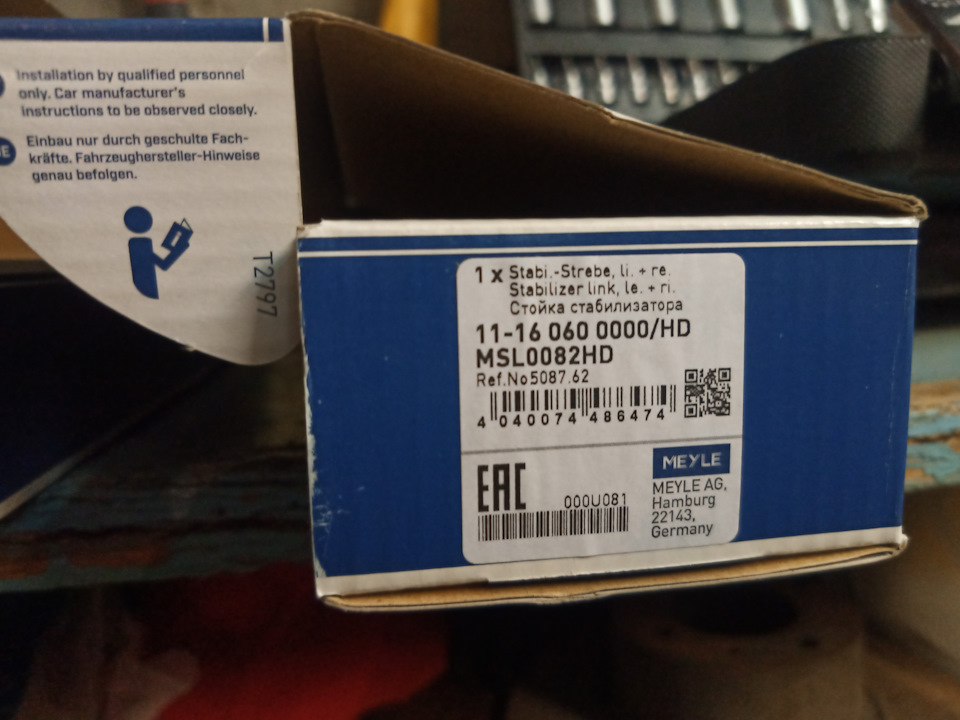 Installation by qualified personnel
only. Car manufacturer's
instructions to be observed closely.
Einbau nur durch geschulte Fach-
kräfte. Fahrzeughersteller-Hinweise
genau befolgen.
T2797
1 x Stabi.-Strebe, li. + re.
Stabilizer link, le. + ri.
Стойка стабилизатора
11-16 060 0000/HD
MSL0082HD
Ref.No5087.62
4 040074 486474
EAC
000U081
MEYLE
MEYLE AG,
Hamburg
22143,
Germany